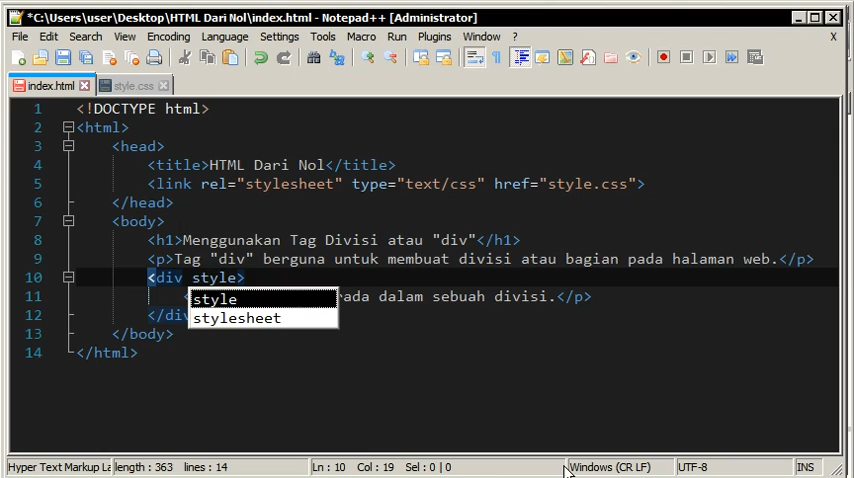 *C:\Users\user\Desktop\HTML Dari Nol\index.html - Notepad++ [Administrator]
File Edit Search View Encoding Language Settings Tools Macro Run Plugins Window ? X
index.html style.css
1 <!DOCTYPE html>
2 <html>
3 <head>
4 <title>HTML Dari Nol</title>
5 <link rel="stylesheet" type="text/css" href="style.css">
6 </head>
7 <body>
8 <h1>Menggunakan Tag Divisi atau "div"</h1>
9 <p>Tag "div" berguna untuk membuat divisi atau bagian pada halaman web.</p>
10 <div style>
11 < rada dalam sebuah divisi.</p>
style
stylesheet
12 </div
13 </body>
14 </html>
Hyper Text Markup La length : 363 lines : 14 Ln : 10 Col : 19 Sel : 0 | 0 Windows (CR LF) UTF-8 INS